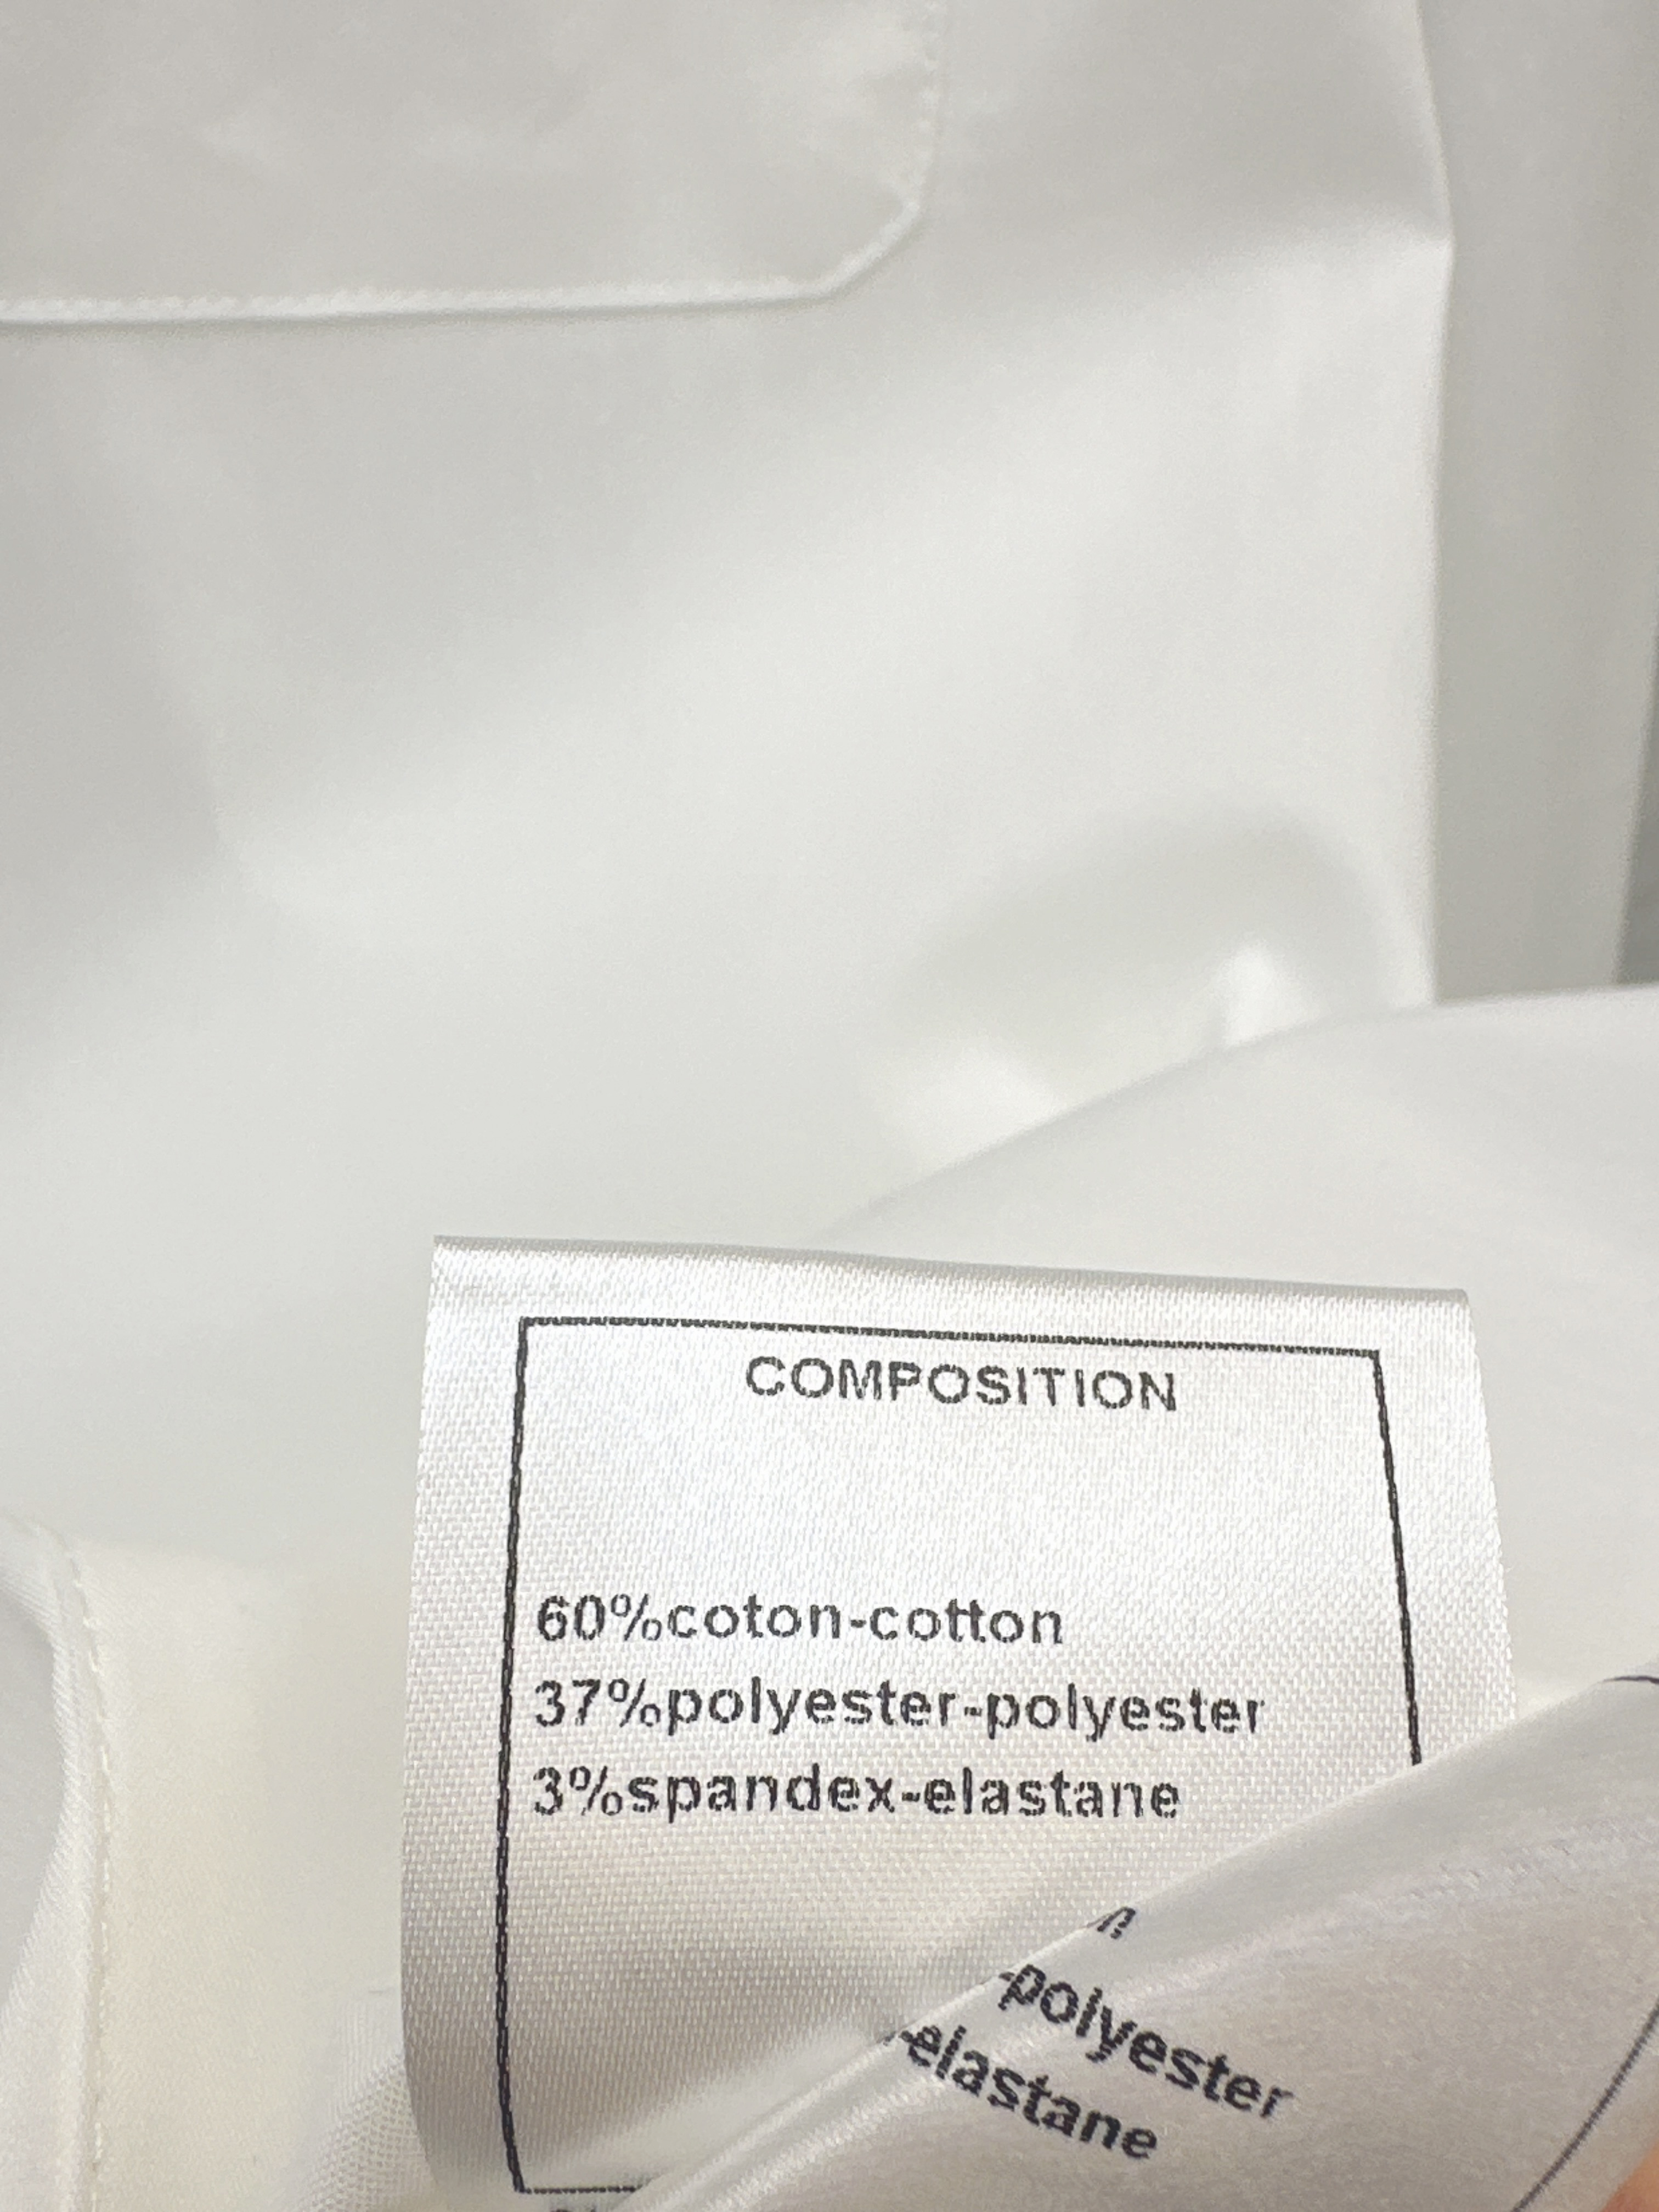 COMPOSITION
60%coton-cotton
37%polyester-polyester
3%spandex-elastane
n
-polyester
-elastane